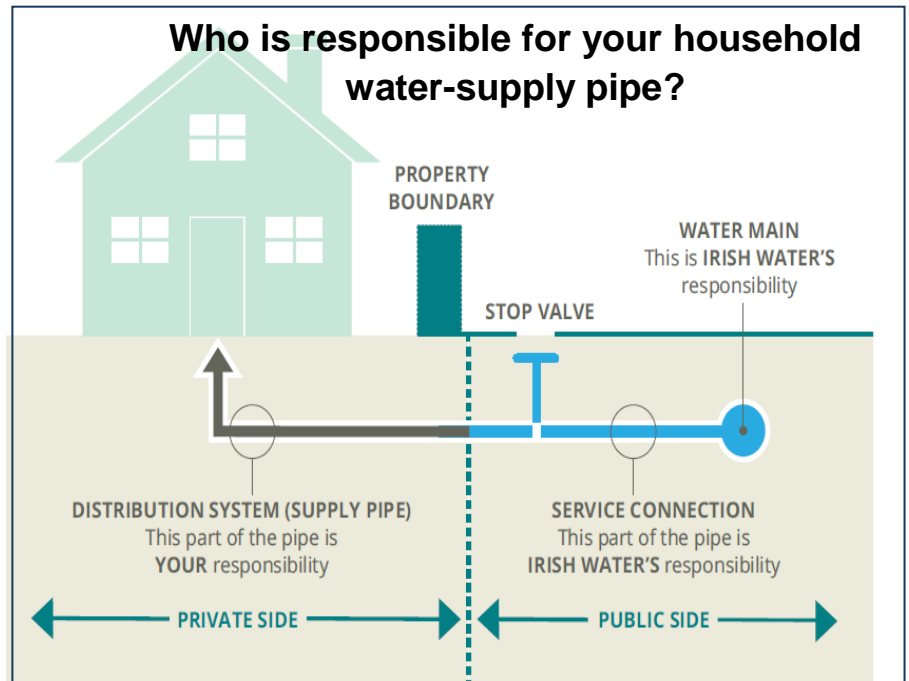 Who is responsible for your household
water-supply pipe?
PROPERTY
BOUNDARY
WATER MAIN
This is IRISH WATER'S
responsibility
STOP VALVE
DISTRIBUTION SYSTEM (SUPPLY PIPE)
This part of the pipe is
YOUR responsibility
SERVICE CONNECTION
This part of the pipe is
IRISH WATER'S responsibility
PRIVATE SIDE
PUBLIC SIDE